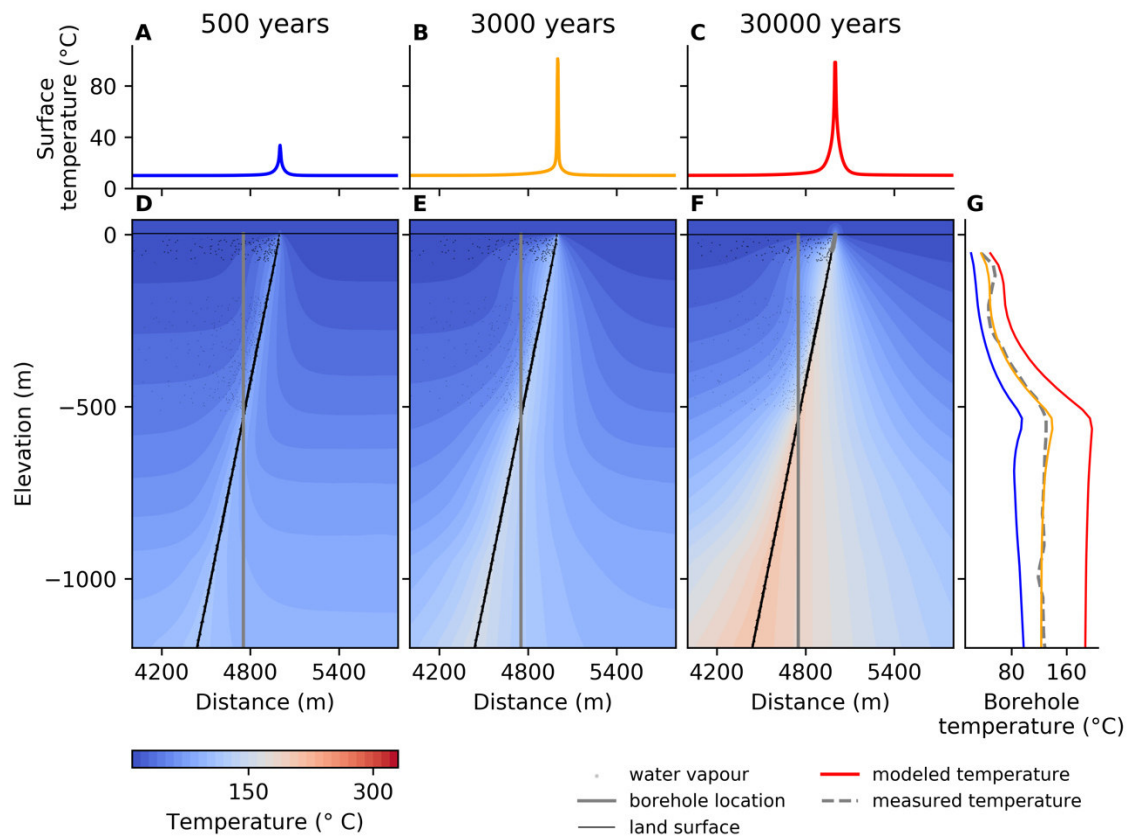 A 500 years
B 3000 years
C 30000 years
Surface
temperature (°C)
80
40
0
D
E
F
G
0
−500
−1000
Elevation (m)
4200 4800 5400
4200 4800 5400
4200 4800 5400
80 160
Distance (m)
Distance (m)
Distance (m)
Borehole
temperature (°C)
150 300
Temperature (° C)
water vapour
borehole location
land surface
modeled temperature
measured temperature